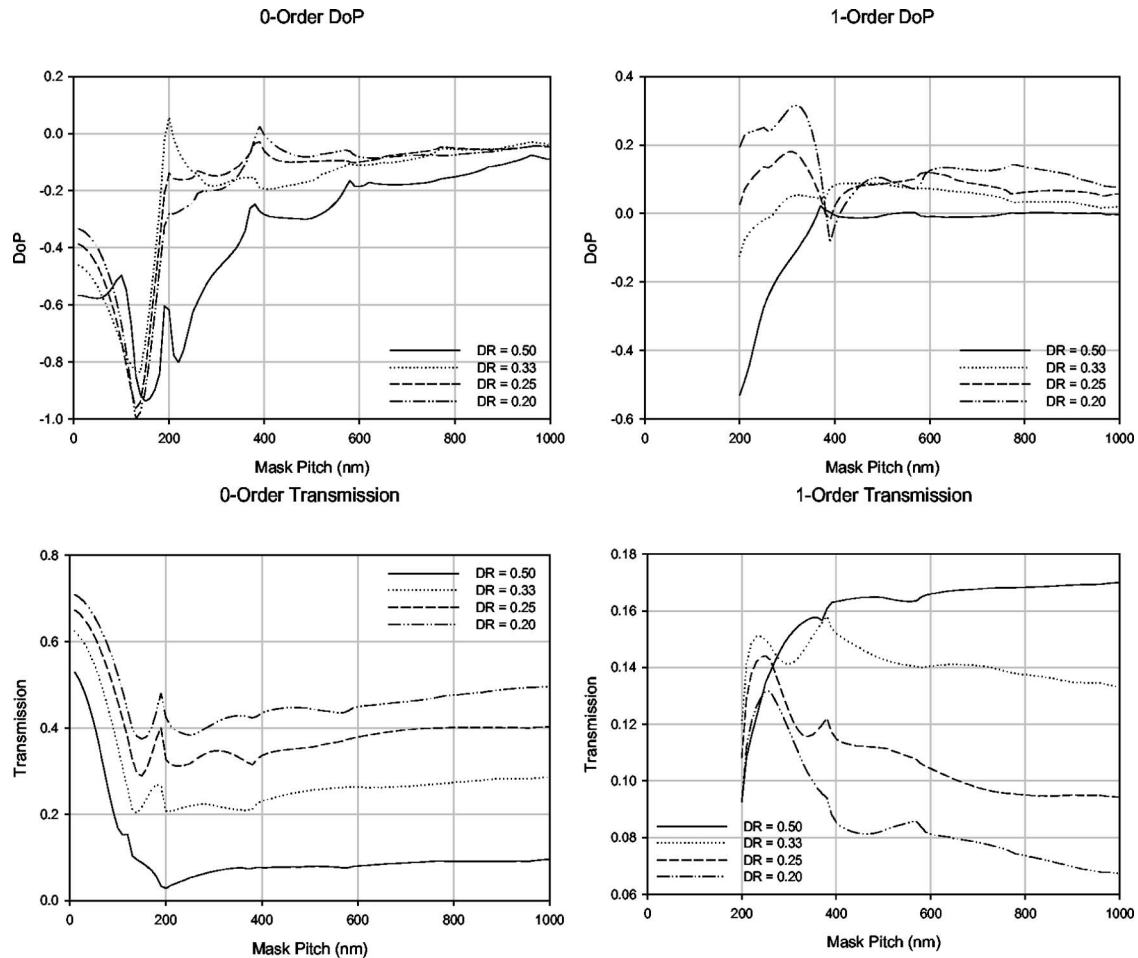 0-Order DoP
0.2
0.0
-0.2
-0.4
-0.6
-0.8
-1.0
DoP
DR = 0.50
DR = 0.33
DR = 0.25
DR = 0.20
0 200 400 600 800 1000
Mask Pitch (nm)
1-Order DoP
0.4
0.2
0.0
-0.2
-0.4
-0.6
DoP
DR = 0.50
DR = 0.33
DR = 0.25
DR = 0.20
0 200 400 600 800 1000
Mask Pitch (nm)
0-Order Transmission
0.8
0.6
0.4
0.2
0.0
Transmission
DR = 0.50
DR = 0.33
DR = 0.25
DR = 0.20
0 200 400 600 800 1000
Mask Pitch (nm)
1-Order Transmission
0.18
0.16
0.14
0.12
0.10
0.08
0.06
Transmission
DR = 0.50
DR = 0.33
DR = 0.25
DR = 0.20
0 200 400 600 800 1000
Mask Pitch (nm)